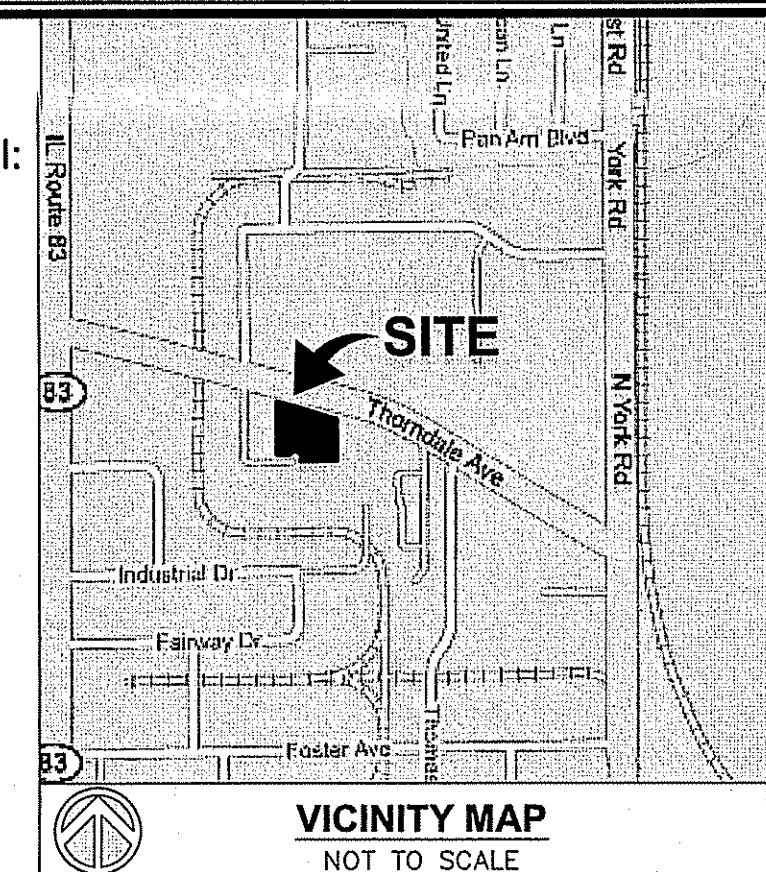 l:
United Ln
Ln
Ln
st Rd
Pan Am Blvd
IL Route 83
York Rd
SITE
83
Thorndale Ave
N York Rd
Industrial Dr
Fairway Dr
Foster Ave
Thomas
83
VICINITY MAP
NOT TO SCALE